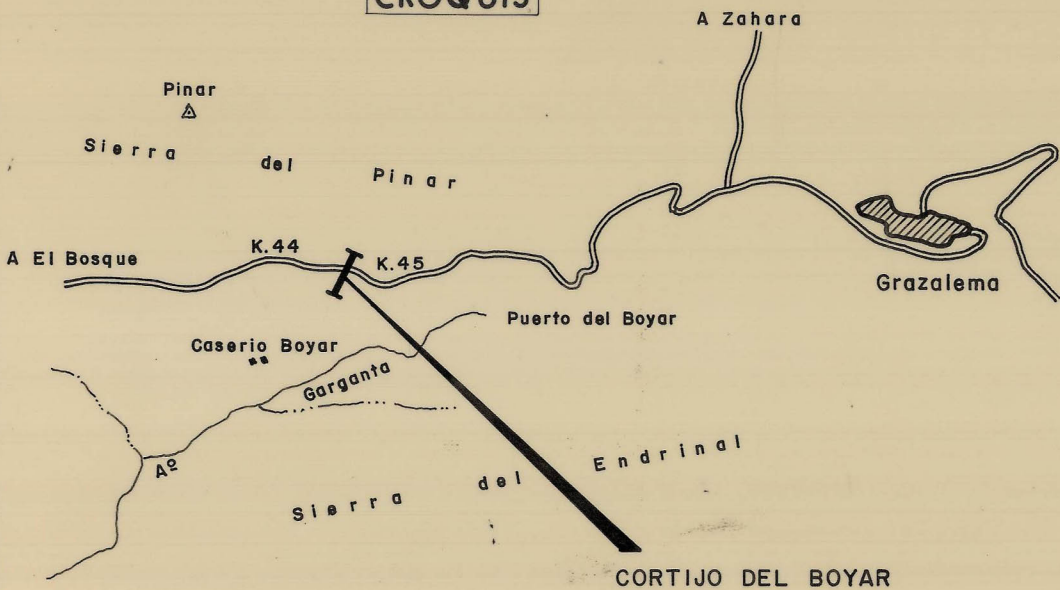 CROQUIS
A Zahara
Pinar
Sierra del Pinar
A El Bosque
K.44
K.45
Grazalema
Puerto del Boyar
Caserio Boyar
Garganta
Aº
Sierra del Endrinal
CORTIJO DEL BOYAR